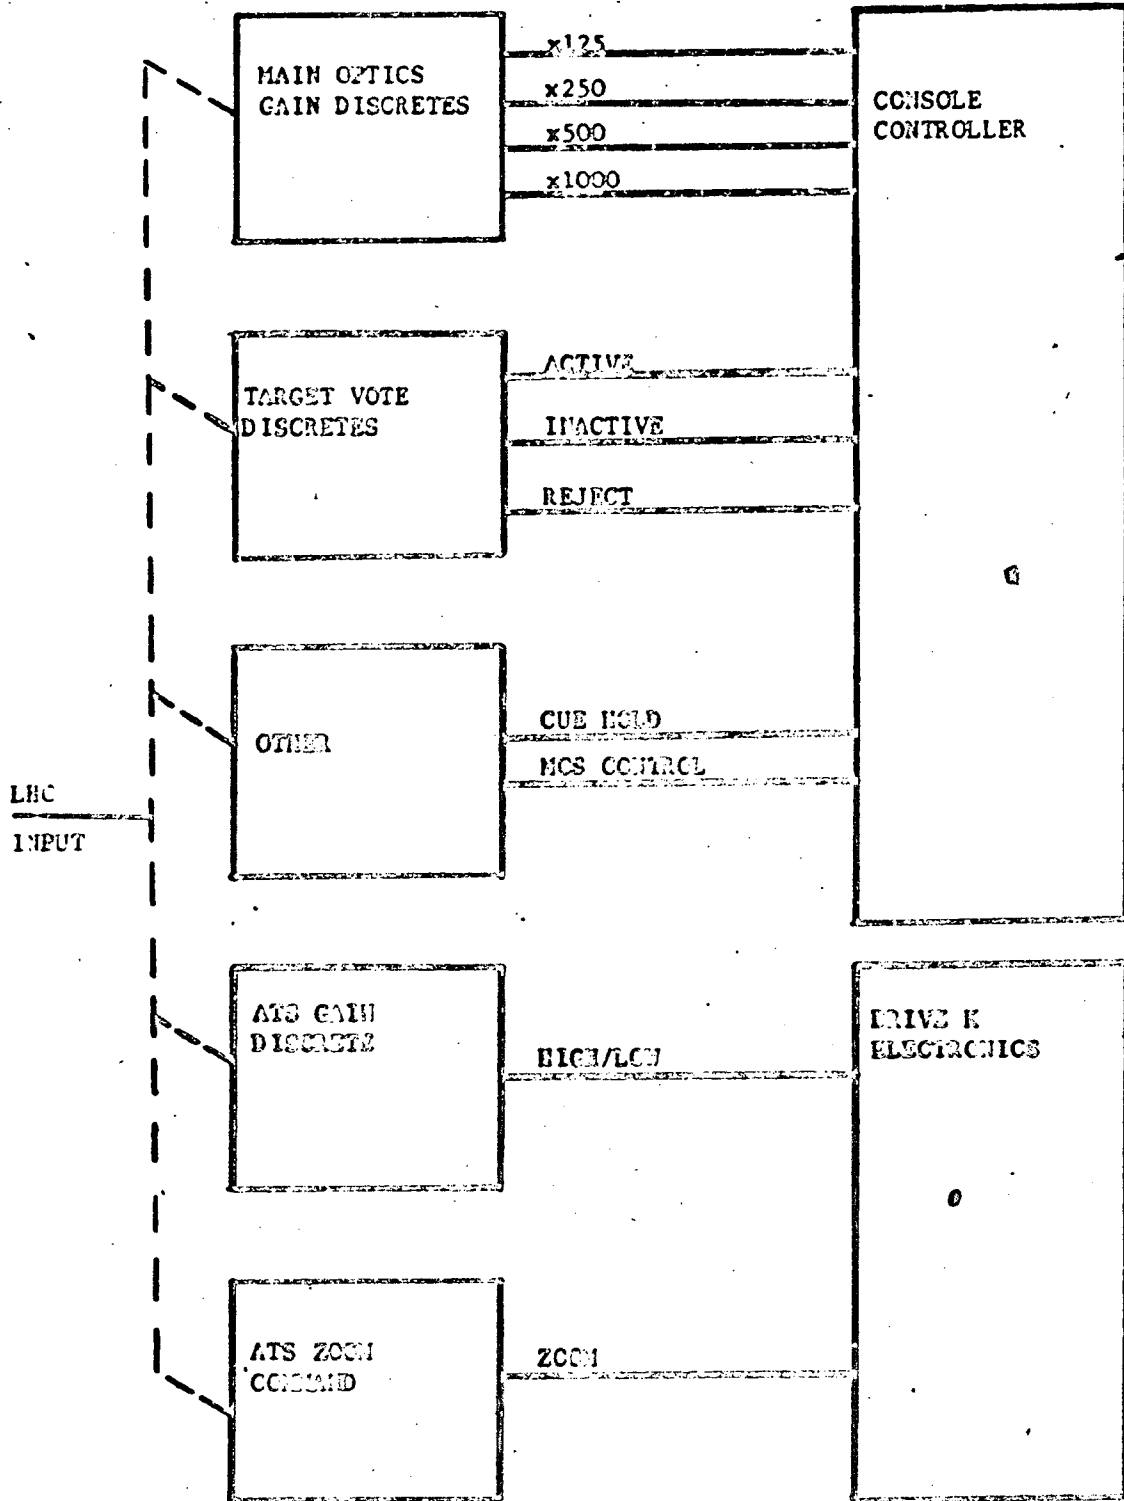 MAIN OPTICS
GAIN DISCRETES
x125
x250
x500
x1000
CONSOLE
CONTROLLER
TARGET VOTE
DISCRETES
ACTIVE
INACTIVE
REJECT
OTHER
CUE HOLD
MCS CONTROL
LHC
INPUT
ATS GAIN
DISCRETE
HIGH/LOW
DRIVE K
ELECTRONICS
ATS ZOOM
COMMAND
ZOOM